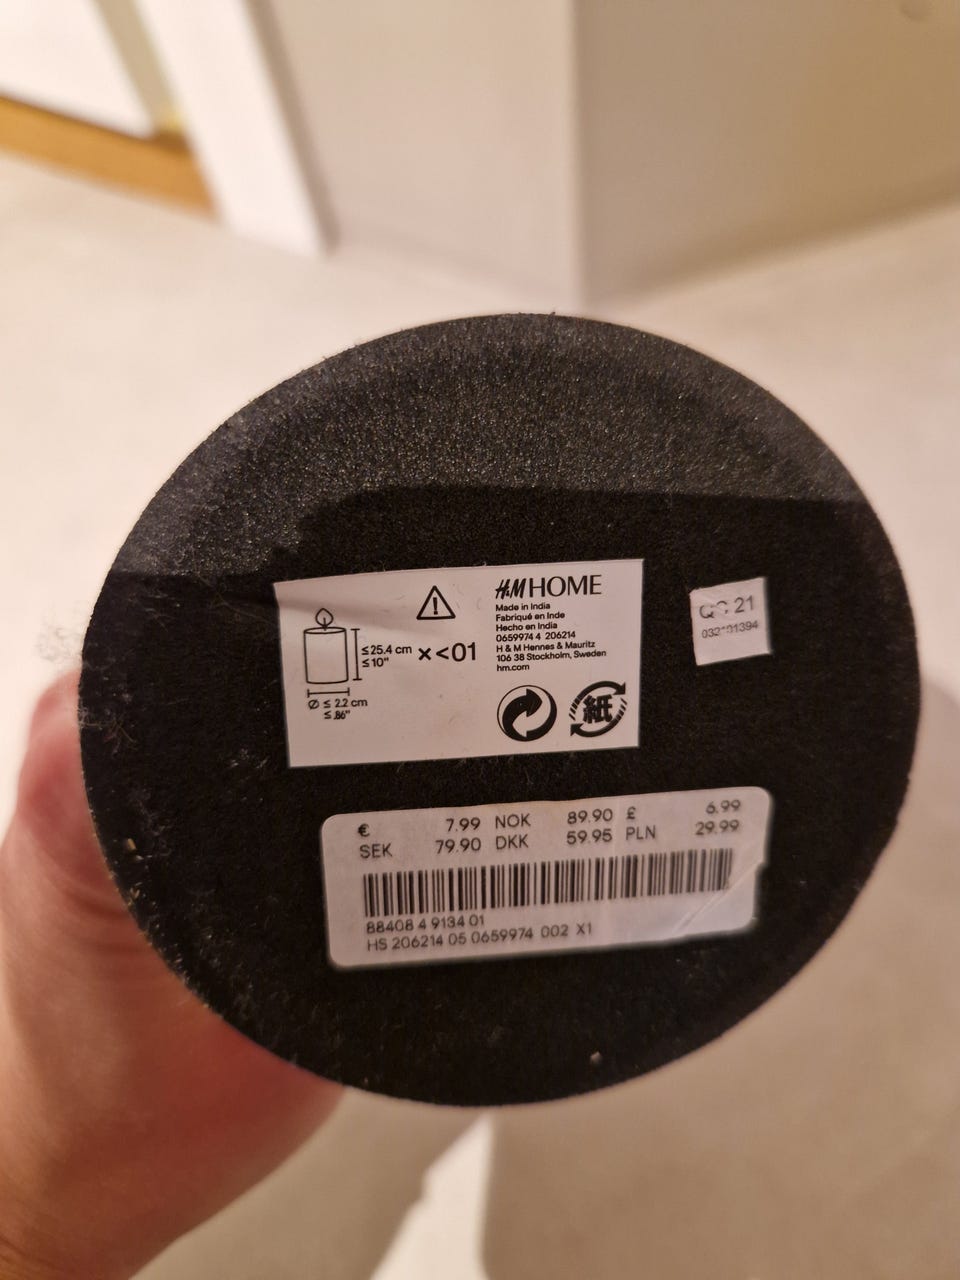 ≤25.4 cm
≤10"
×<01
Ø ≤ 2.2 cm
≤.86"
H&M HOME
Made in India
Fabriqué en Inde
Hecho en India
0659974 4 206214
H & M Hennes & Mauritz
106 38 Stockholm, Sweden
hm.com
紙
QC 21
€ 7.99 NOK 89.90 £ 6.99
SEK 79.90 DKK 59.95 PLN 29.99
88408 4 9134 01
HS 206214 05 0659974 002 X1